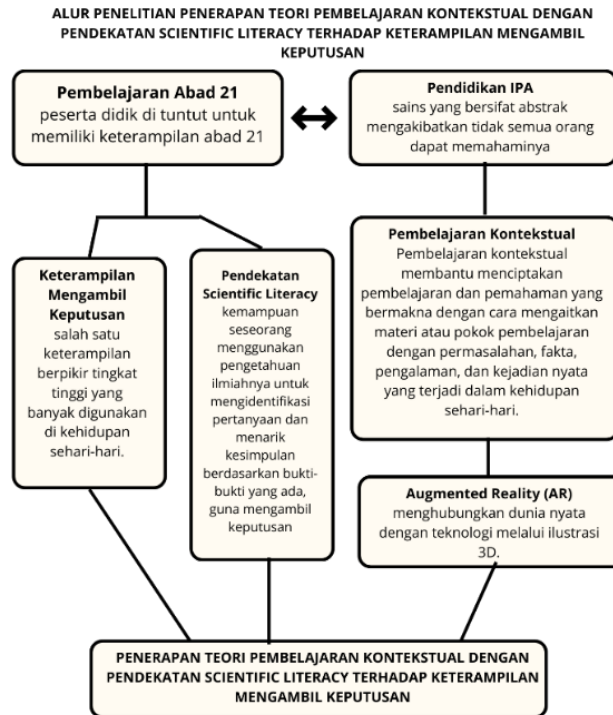 ALUR PENELITIAN PENERAPAN TEORI PEMBELAJARAN KONTEKSTUAL DENGAN
PENDEKATAN SCIENTIFIC LITERACY TERHADAP KETERAMPILAN MENGAMBIL
KEPUTUSAN
Pembelajaran Abad 21
peserta didik di tuntut untuk
memiliki keterampilan abad 21
Pendidikan IPA
sains yang bersifat abstrak
mengakibatkan tidak semua orang
dapat memahaminya
Keterampilan
Mengambil
Keputusan
salah satu
keterampilan
berpikir tingkat
tinggi yang
banyak digunakan
di kehidupan
sehari-hari.
Pendekatan
Scientific Literacy
kemampuan
seseorang
menggunakan
pengetahuan
ilmiahnya untuk
mengidentifikasi
pertanyaan dan
menarik
kesimpulan
berdasarkan bukti-
bukti yang ada,
guna mengambil
keputusan
Pembelajaran Kontekstual
Pembelajaran kontekstual
membantu menciptakan
pembelajaran dan pemahaman yang
bermakna dengan cara mengaitkan
materi atau pokok pembelajaran
dengan permasalahan, fakta,
pengalaman, dan kejadian nyata
yang terjadi dalam kehidupan
sehari-hari.
Augmented Reality (AR)
menghubungkan dunia nyata
dengan teknologi melalui ilustrasi
3D.
PENERAPAN TEORI PEMBELAJARAN KONTEKSTUAL DENGAN
PENDEKATAN SCIENTIFIC LITERACY TERHADAP KETERAMPILAN
MENGAMBIL KEPUTUSAN